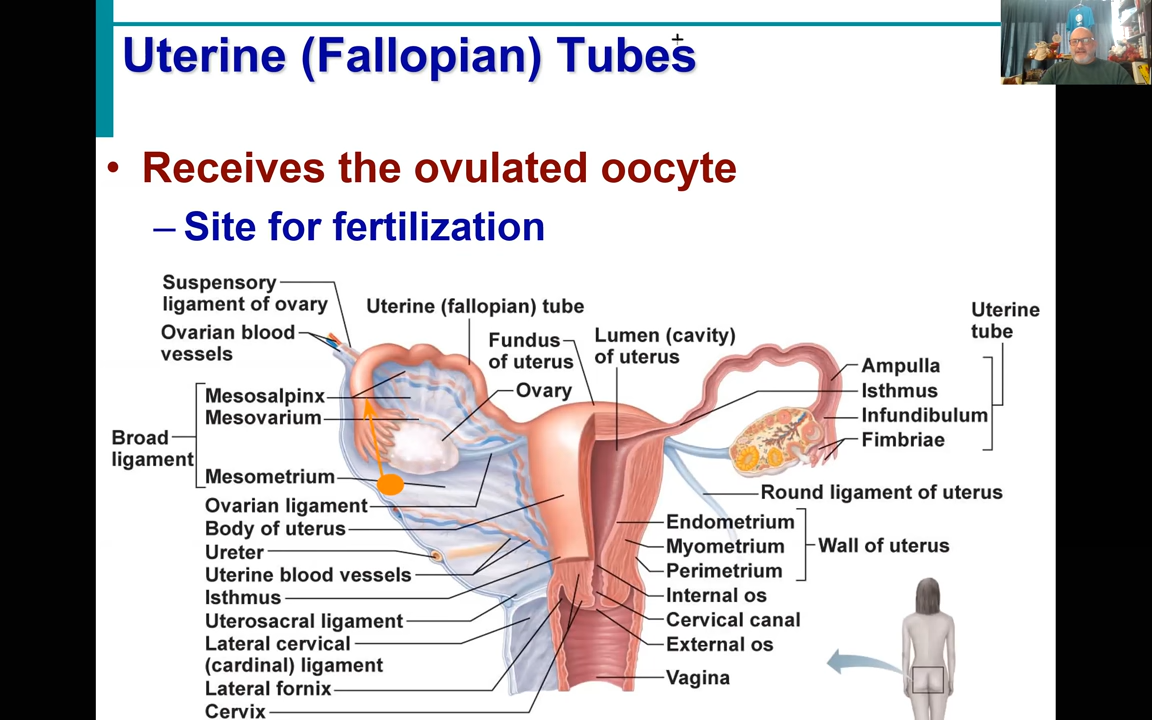 Uterine (Fallopian) Tubes
• Receives the ovulated oocyte
– Site for fertilization
Suspensory
ligament of ovary
Ovarian blood
vessels
Uterine (fallopian) tube
Fundus
of uterus
Lumen (cavity)
of uterus
Ovary
Uterine
tube
Ampulla
Isthmus
Infundibulum
Fimbriae
Broad
ligament
Mesosalpinx
Mesovarium
Mesometrium
Ovarian ligament
Body of uterus
Ureter
Uterine blood vessels
Isthmus
Uterosacral ligament
Lateral cervical
(cardinal) ligament
Lateral fornix
Cervix
Round ligament of uterus
Endometrium
Myometrium
Perimetrium
Wall of uterus
Internal os
Cervical canal
External os
Vagina